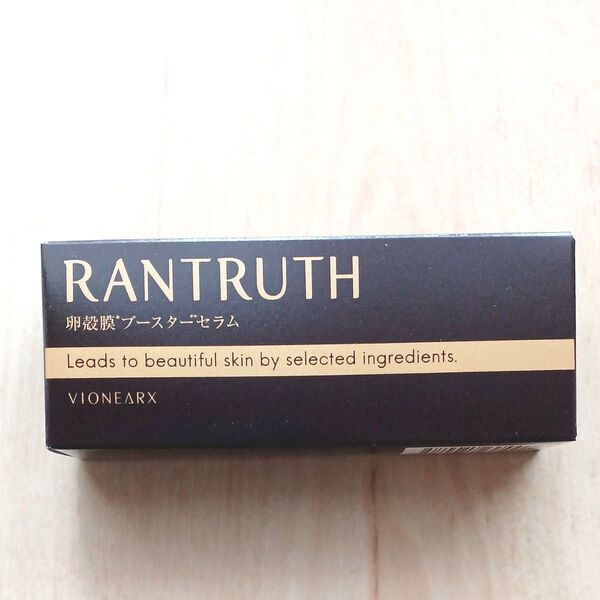 RANTRUTH
卵殻膜*ブースター**セラム
Leads to beautiful skin by selected ingredients.
VIONEARX